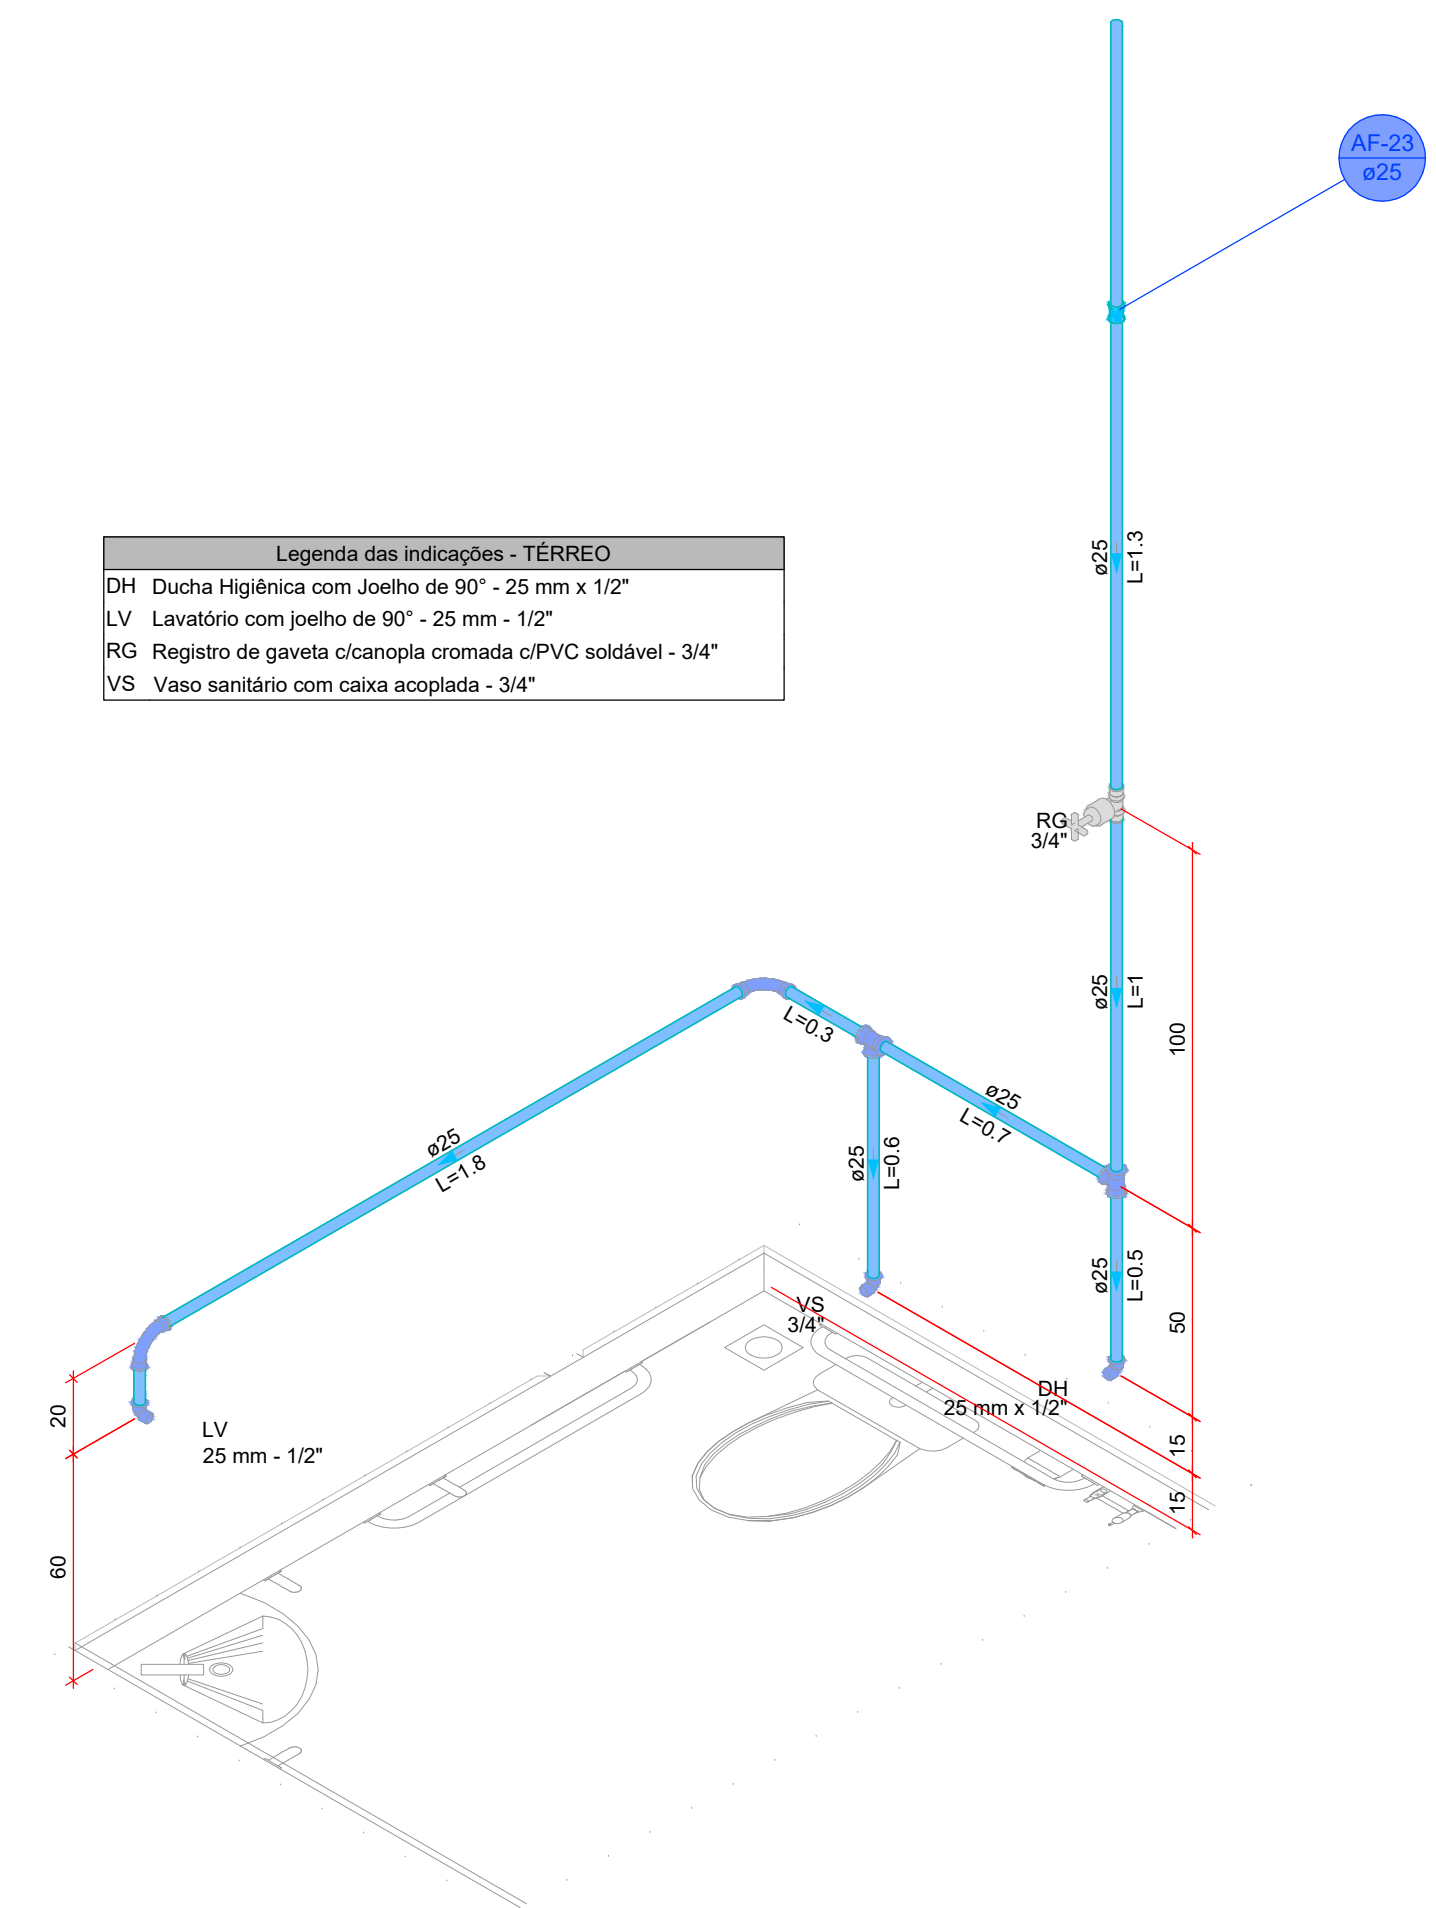 AF-23
ø25
Legenda das indicações - TÉRREO
DH Ducha Higiênica com Joelho de 90° - 25 mm x 1/2"
LV Lavatório com joelho de 90° - 25 mm - 1/2"
RG Registro de gaveta c/canopla cromada c/PVC soldável - 3/4"
VS Vaso sanitário com caixa acoplada - 3/4"
ø25
L=1.3
RG
3/4"
ø25
L=1
100
L=0.3
ø25
L=0.7
ø25
L=1.8
ø25
L=0.6
ø25
L=0.5
50
VS
3/4"
DH
25 mm x 1/2"
15
15
20
LV
25 mm - 1/2"
60